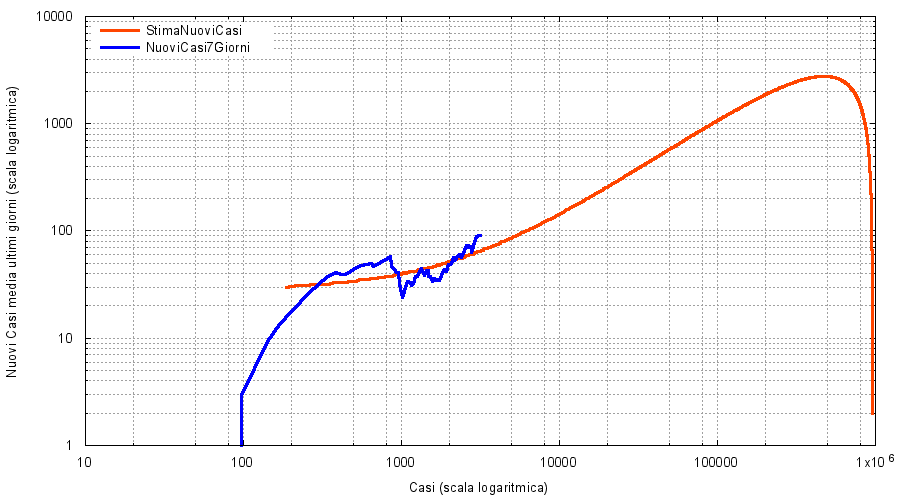 10000
StimaNuoviCasi
NuoviCasi7Giorni
1000
100
10
1
Nuovi Casi media ultimi giorni (scala logaritmica)
10
100
1000
10000
100000
1x10 6
Casi (scala logaritmica)